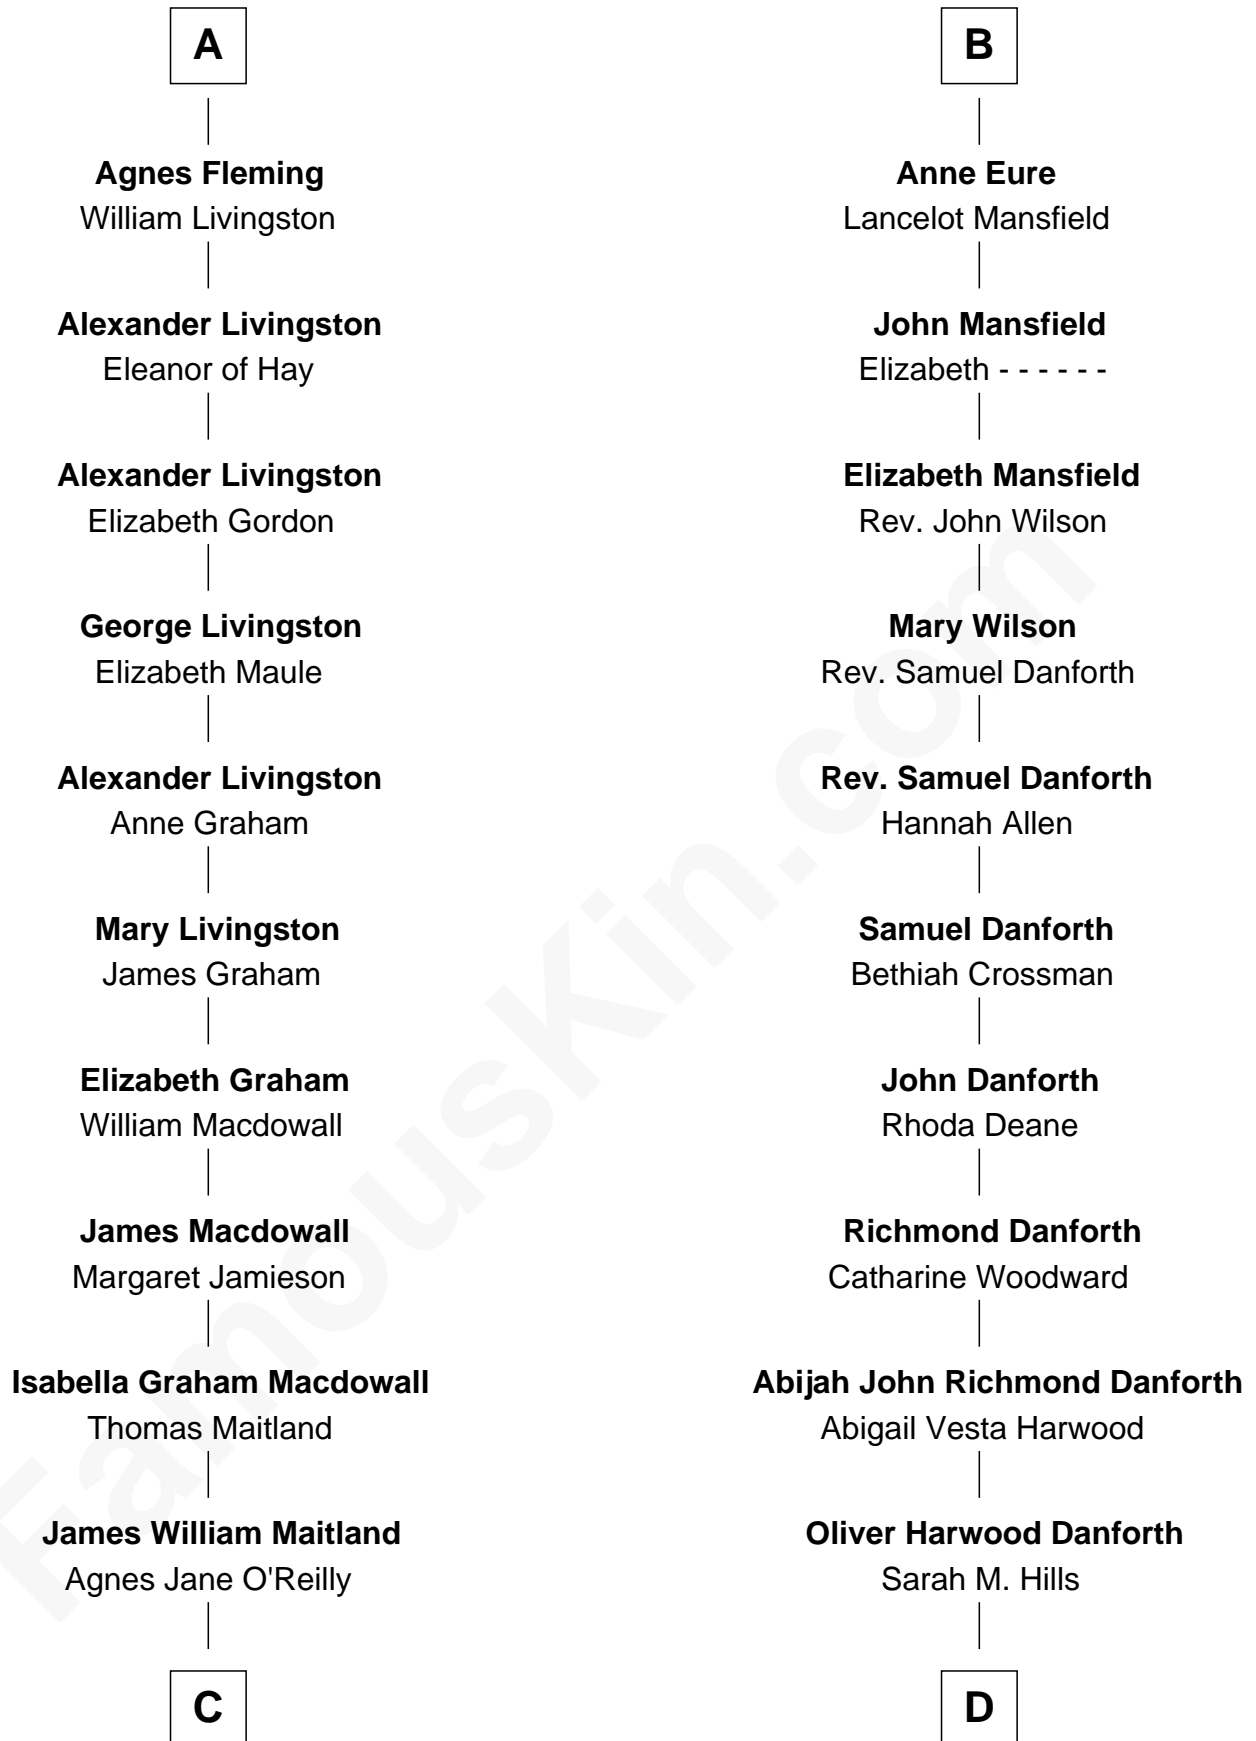 A
Agnes Fleming
William Livingston
Alexander Livingston
Eleanor of Hay
Alexander Livingston
Elizabeth Gordon
George Livingston
Elizabeth Maule
Alexander Livingston
Anne Graham
Mary Livingston
James Graham
Elizabeth Graham
William Macdowall
James Macdowall
Margaret Jamieson
Isabella Graham Macdowall
Thomas Maitland
James William Maitland
Agnes Jane O'Reilly
C
B
Anne Eure
Lancelot Mansfield
John Mansfield
Elizabeth - - - - - -
Elizabeth Mansfield
Rev. John Wilson
Mary Wilson
Rev. Samuel Danforth
Rev. Samuel Danforth
Hannah Allen
Samuel Danforth
Bethiah Crossman
John Danforth
Rhoda Deane
Richmond Danforth
Catharine Woodward
Abijah John Richmond Danforth
Abigail Vesta Harwood
Oliver Harwood Danforth
Sarah M. Hills
D
FamousKin.com